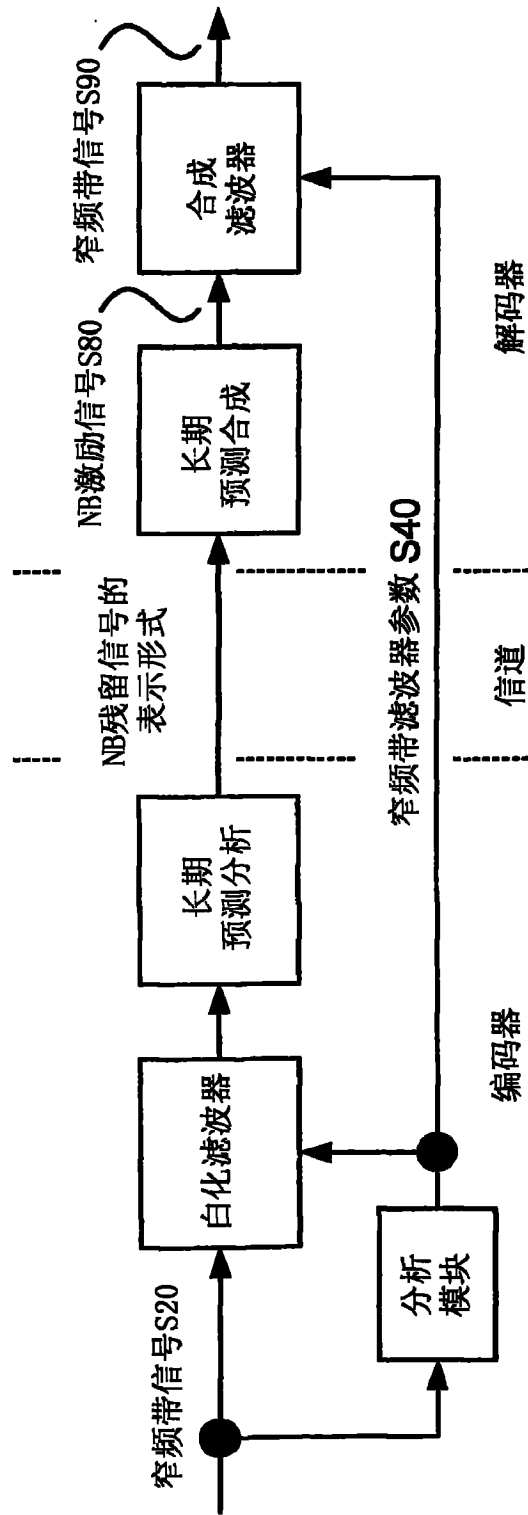 窄频带信号S20
白化滤波器
分析
模块
长期
预测分析
编码器
NB残留信号的
表示形式
窄频带滤波器参数 S40
信道
NB激励信号S80
长期
预测合成
窄频带信号S90
合成
滤波器
解码器